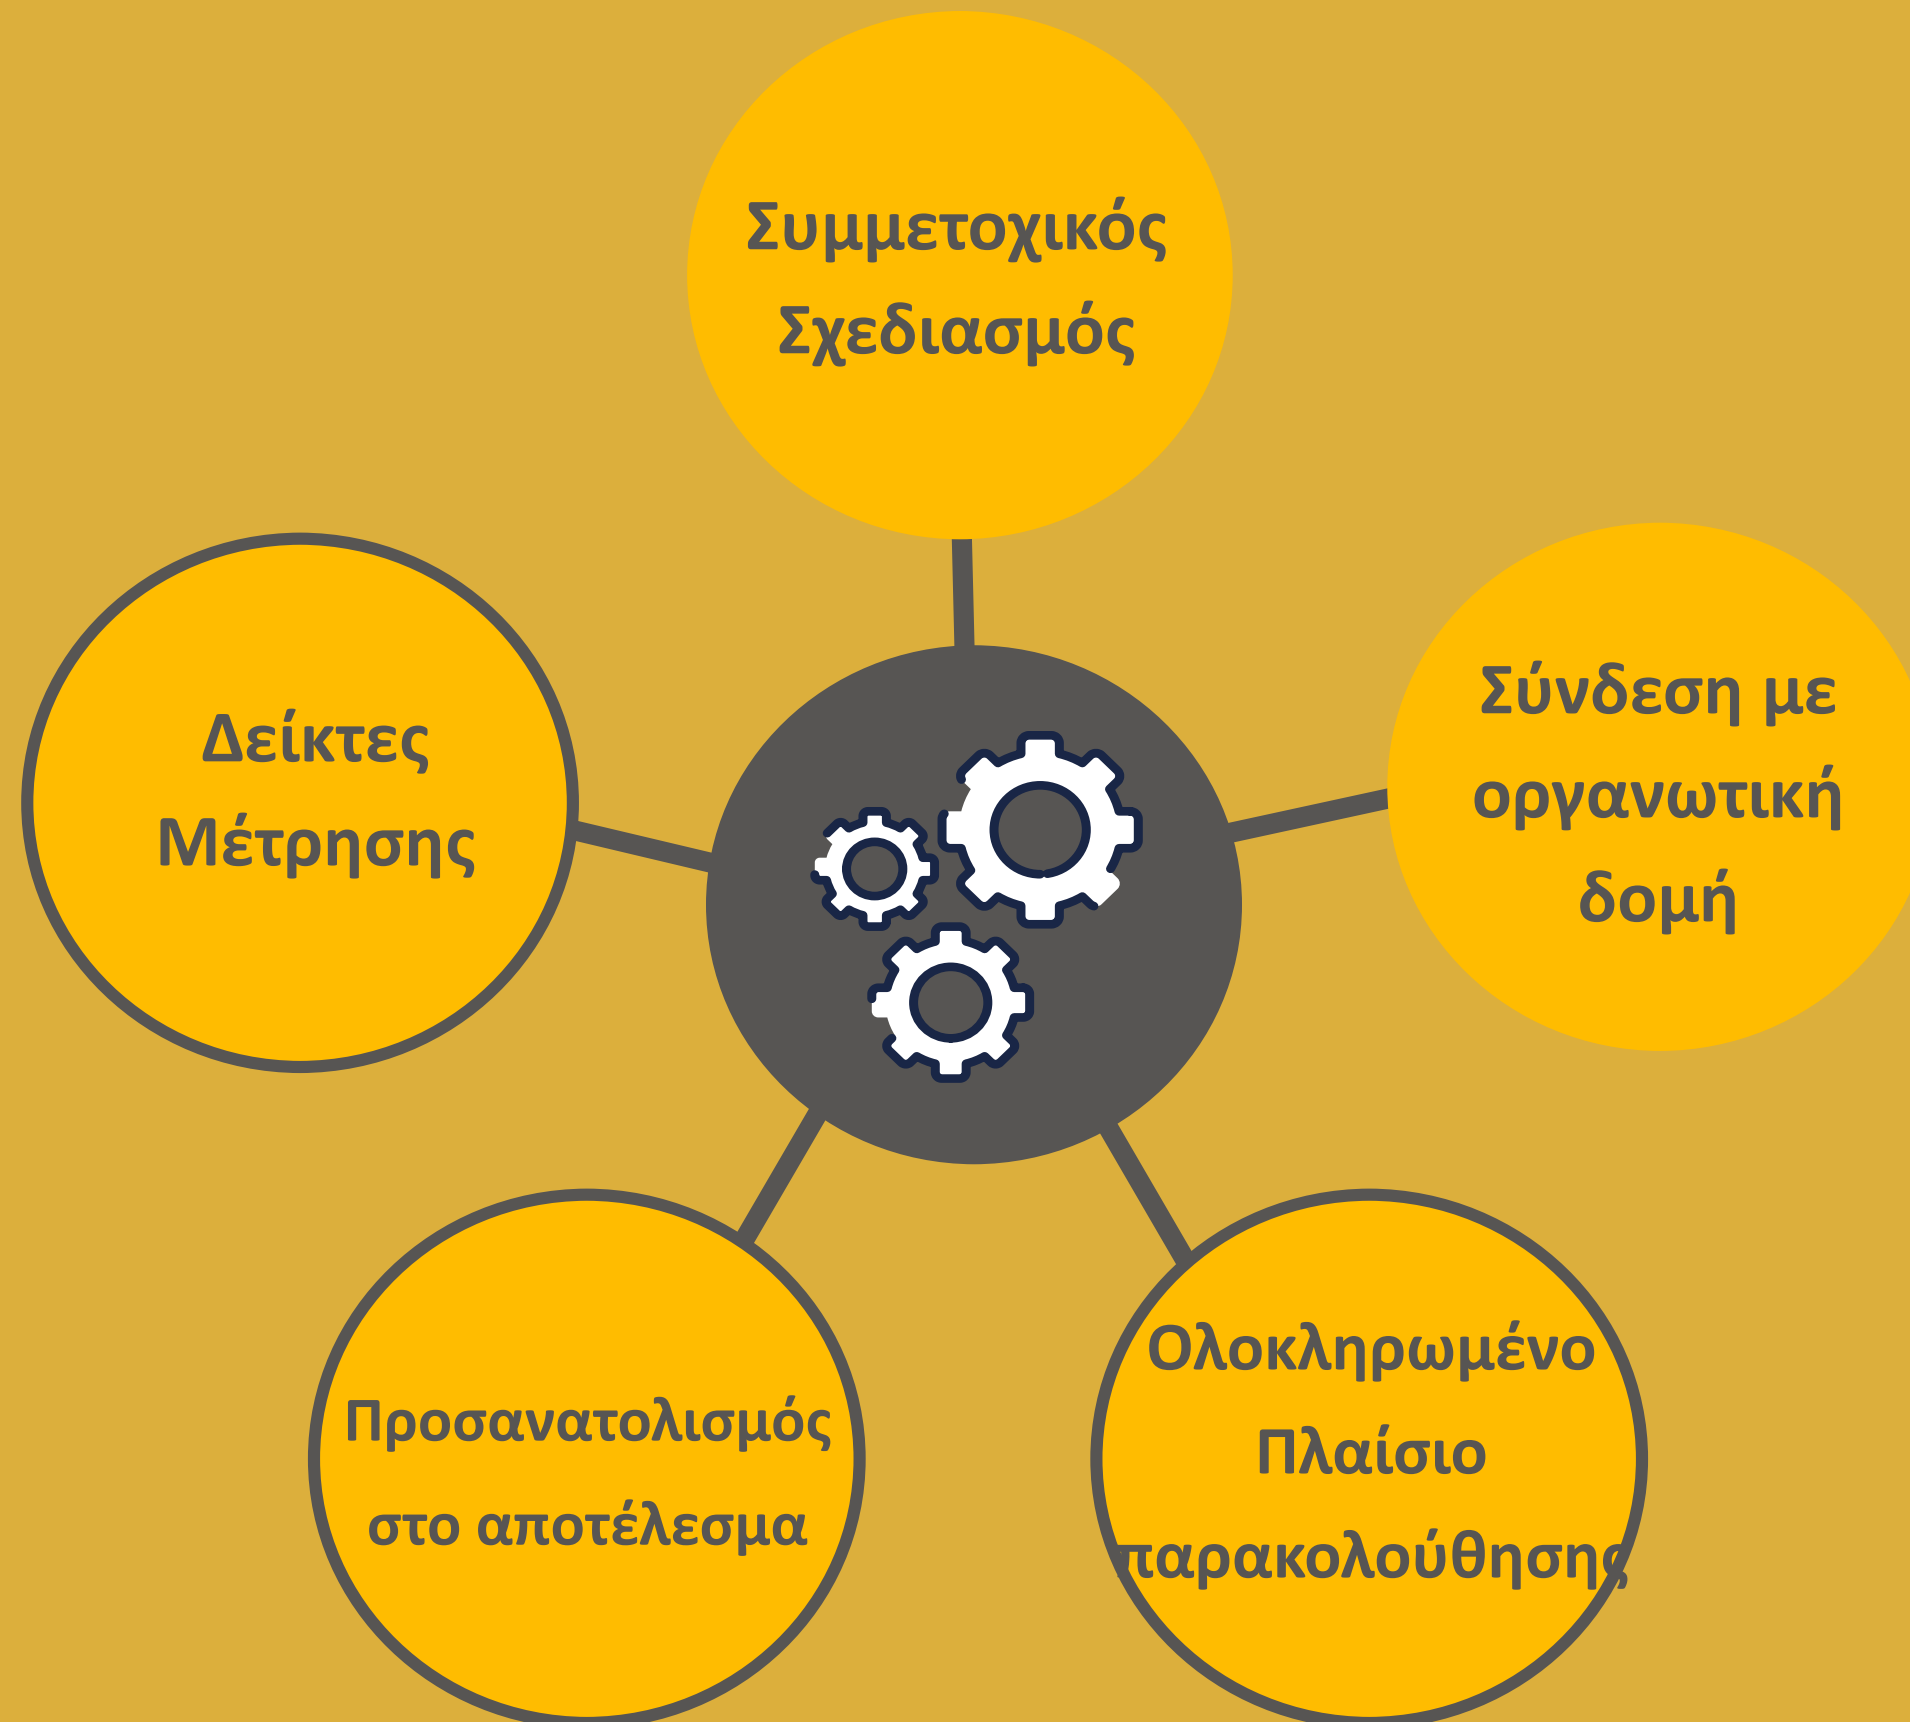 Συμμετοχικός
Σχεδιασμός
Σύνδεση με
οργανωτική
δομή
Δείκτες
Μέτρησης
Ολοκληρωμένο
Πλαίσιο
παρακολούθησης
Προσανατολισμός
στο αποτέλεσμα